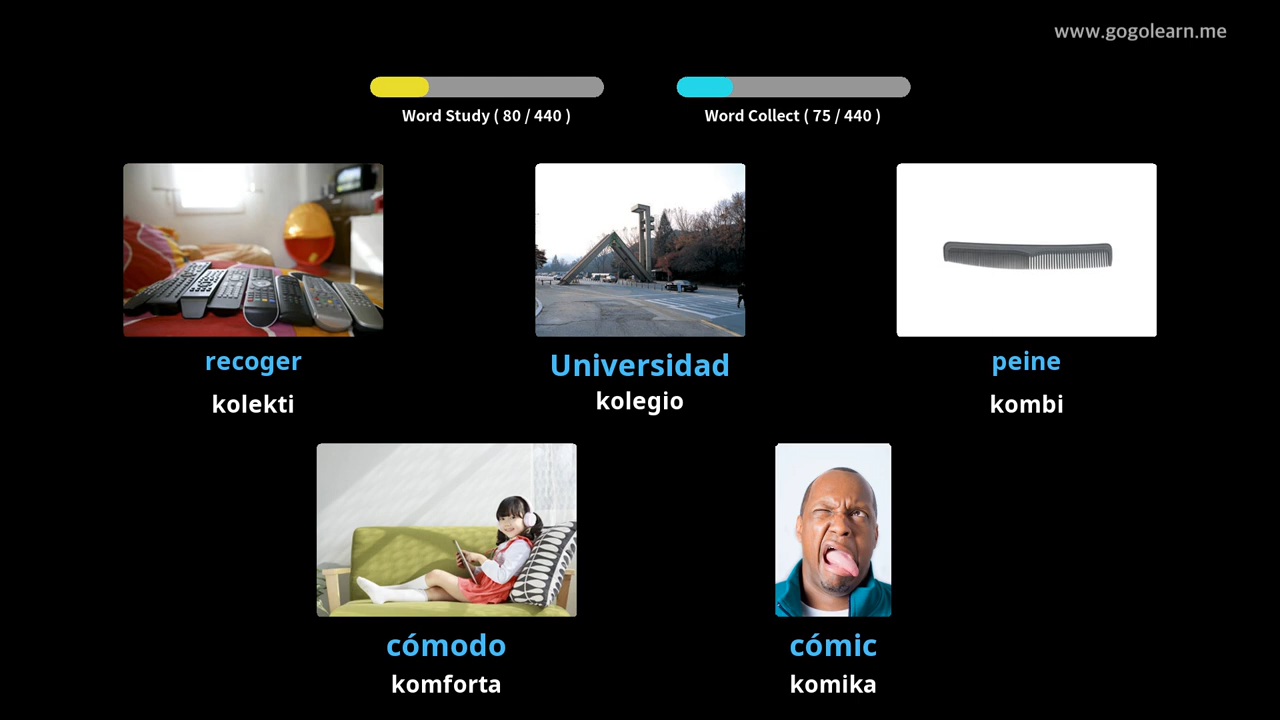 www.gogolearn.me
Word Study ( 80 / 440 )
Word Collect ( 75 / 440 )
recoger
kolekti
Universidad
kolegio
peine
kombi
cómodo
komforta
cómic
komika